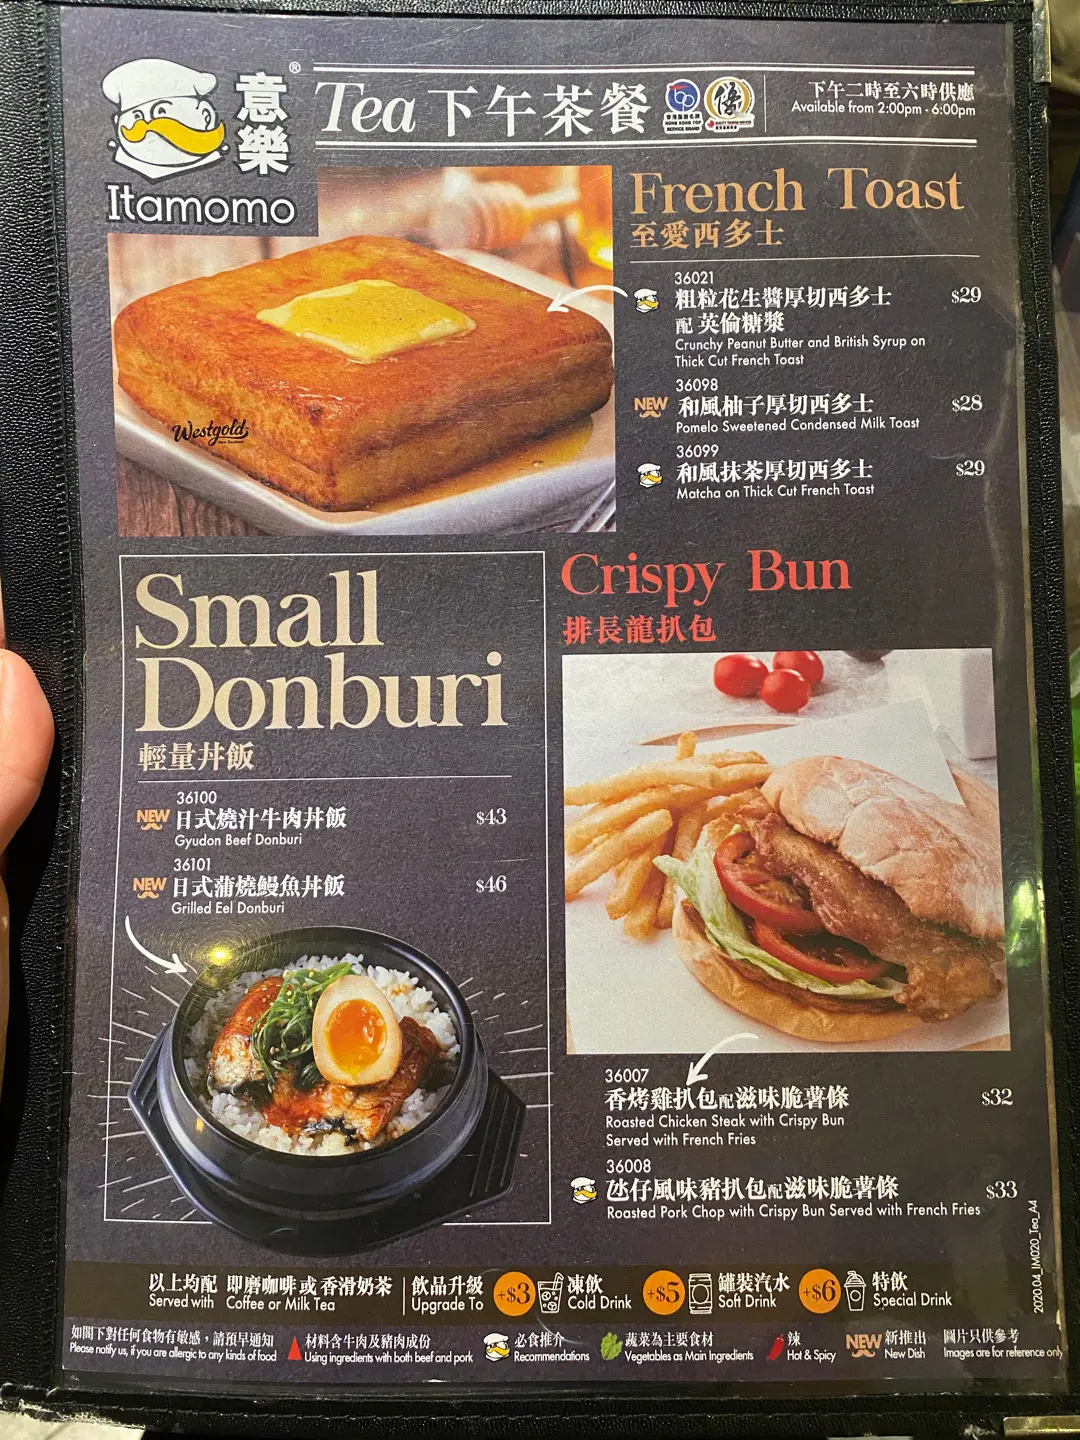 意樂
®
Itamomo
Tea 下午茶餐
下午二時至六時供應
Available from 2:00pm - 6:00pm
HONG KONG TOP
SERVICE BRAND
French Toast
至愛西多士
36021
粗粒花生醬厚切西多士 $29
配 英倫糖漿
Crunchy Peanut Butter and British Syrup on
Thick Cut French Toast
36098
NEW 和風柚子厚切西多士 $28
Pomelo Sweetened Condensed Milk Toast
36099
和風抹茶厚切西多士 $29
Matcha on Thick Cut French Toast
Westgold
Small
Donburi
輕量丼飯
36100
NEW 日式燒汁牛肉丼飯 $43
Gyudon Beef Donburi
36101
NEW 日式蒲燒鰻魚丼飯 $46
Grilled Eel Donburi
Crispy Bun
排長龍扒包
36007
香烤雞扒包配滋味脆薯條 $32
Roasted Chicken Steak with Crispy Bun
Served with French Fries
36008
氹仔風味豬扒包配滋味脆薯條 $33
Roasted Pork Chop with Crispy Bun Served with French Fries
202004_IM020_Tea_A4
以上均配 即磨咖啡 或 香滑奶茶
Served with Coffee or Milk Tea
飲品升級
Upgrade To
+$3 凍飲
Cold Drink
+$5 罐裝汽水
Soft Drink
+$6 特飲
Special Drink
如閣下對任何食物有敏感，請預早通知
Please notify us, if you are allergic to any kinds of food
材料含牛肉及豬肉成份
Using ingredients with both beef and pork
必食推介
Recommendations
蔬菜為主要食材
Vegetables as Main Ingredients
辣
Hot & Spicy
NEW 新推出
New Dish
圖片只供參考
Images are for reference only